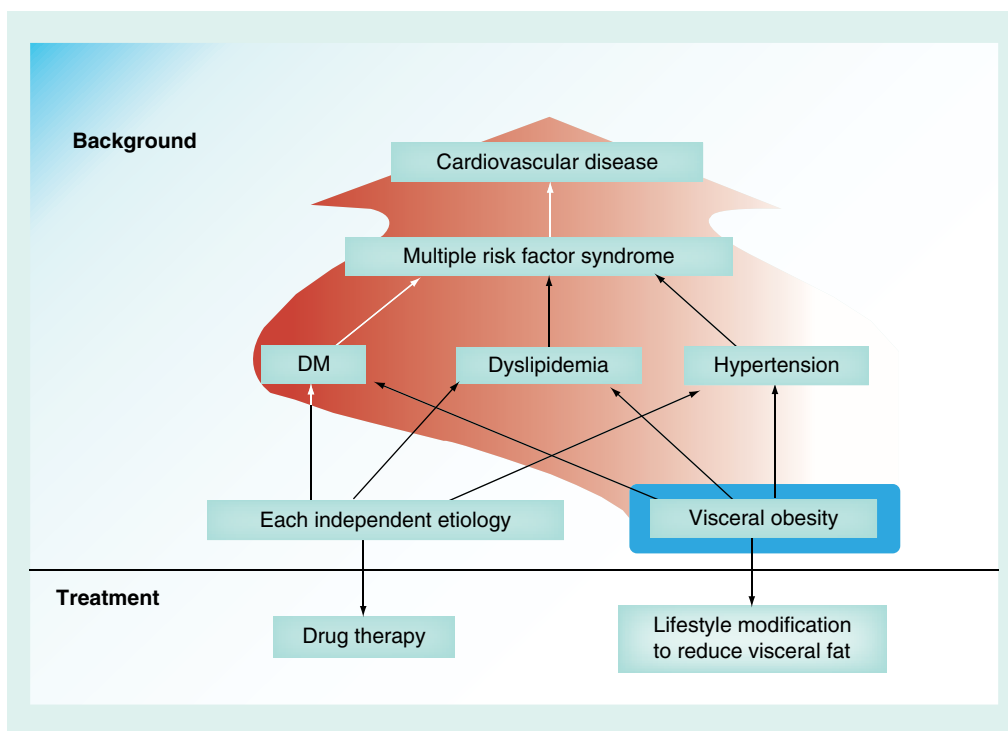 Background
Cardiovascular disease
Multiple risk factor syndrome
DM
Dyslipidemia
Hypertension
Each independent etiology
Visceral obesity
Treatment
Drug therapy
Lifestyle modification
to reduce visceral fat